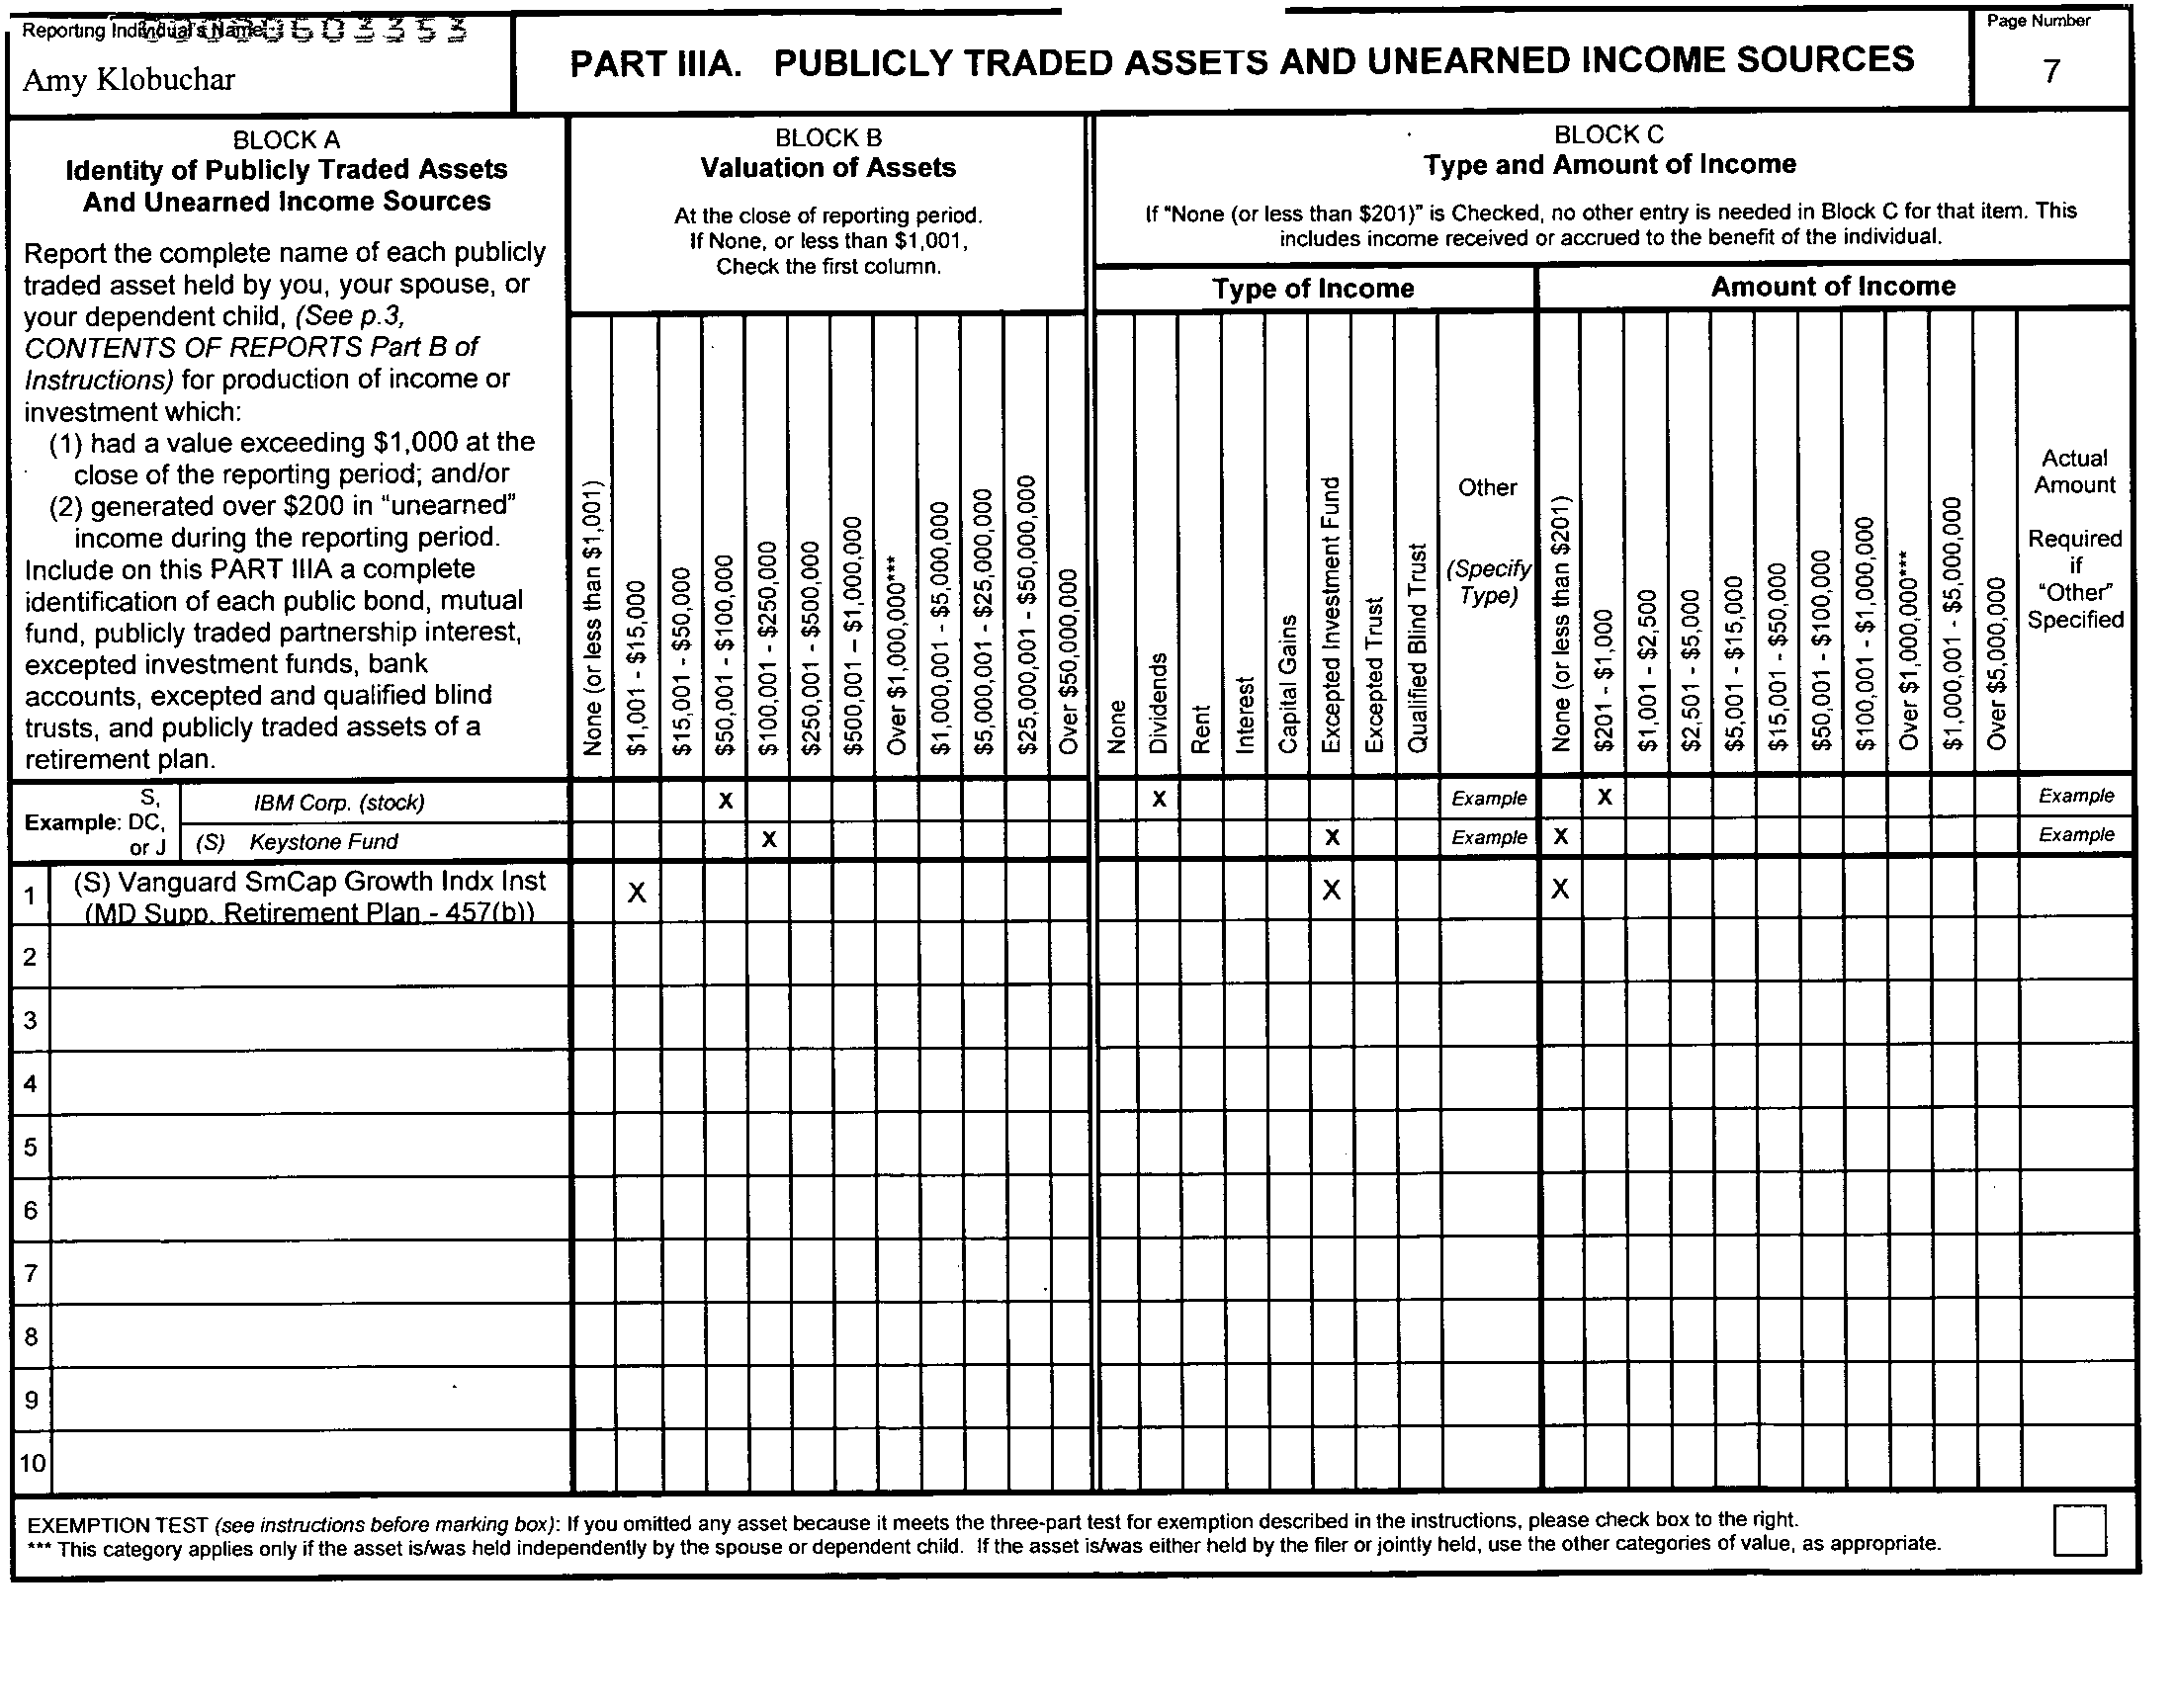 Reporting Individual's Name
Amy Klobuchar
PART IIIA. PUBLICLY TRADED ASSETS AND UNEARNED INCOME SOURCES
Page Number
7
BLOCK A
Identity of Publicly Traded Assets
And Unearned Income Sources
Report the complete name of each publicly
traded asset held by you, your spouse, or
your dependent child, (See p.3,
CONTENTS OF REPORTS Part B of
Instructions) for production of income or
investment which:
(1) had a value exceeding $1,000 at the
close of the reporting period; and/or
(2) generated over $200 in "unearned"
income during the reporting period.
Include on this PART IIIA a complete
identification of each public bond, mutual
fund, publicly traded partnership interest,
excepted investment funds, bank
accounts, excepted and qualified blind
trusts, and publicly traded assets of a
retirement plan.
BLOCK B
Valuation of Assets
At the close of reporting period.
If None, or less than $1,001,
Check the first column.
None (or less than $1,001)
$1,001 - $15,000
$15,001 - $50,000
$50,001 - $100,000
$100,001 - $250,000
$250,001 - $500,000
$500,001 – $1,000,000
Over $1,000,000***
$1,000,001 - $5,000,000
$5,000,001 - $25,000,000
$25,000,001 - $50,000,000
Over $50,000,000
BLOCK C
Type and Amount of Income
If "None (or less than $201)" is Checked, no other entry is needed in Block C for that item. This
includes income received or accrued to the benefit of the individual.
Type of Income
None
Dividends
Rent
Interest
Capital Gains
Excepted Investment Fund
Excepted Trust
Qualified Blind Trust
Other
(Specify
Type)
Amount of Income
None (or less than $201)
$201 - $1,000
$1,001 - $2,500
$2,501 - $5,000
$5,001 - $15,000
$15,001 - $50,000
$50,001 - $100,000
$100,001 - $1,000,000
Over $1,000,000***
$1,000,001 - $5,000,000
Over $5,000,000
Actual
Amount
Required
if
"Other"
Specified
Example: S,
DC,
or J
IBM Corp. (stock) X X Example X Example
(S) Keystone Fund X X Example X Example
1 (S) Vanguard SmCap Growth Indx Inst X X X
(MD Supp. Retirement Plan - 457(b))
2
3
4
5
6
7
8
9
10
EXEMPTION TEST (see instructions before marking box): If you omitted any asset because it meets the three-part test for exemption described in the instructions, please check box to the right.
*** This category applies only if the asset is/was held independently by the spouse or dependent child. If the asset is/was either held by the filer or jointly held, use the other categories of value, as appropriate.